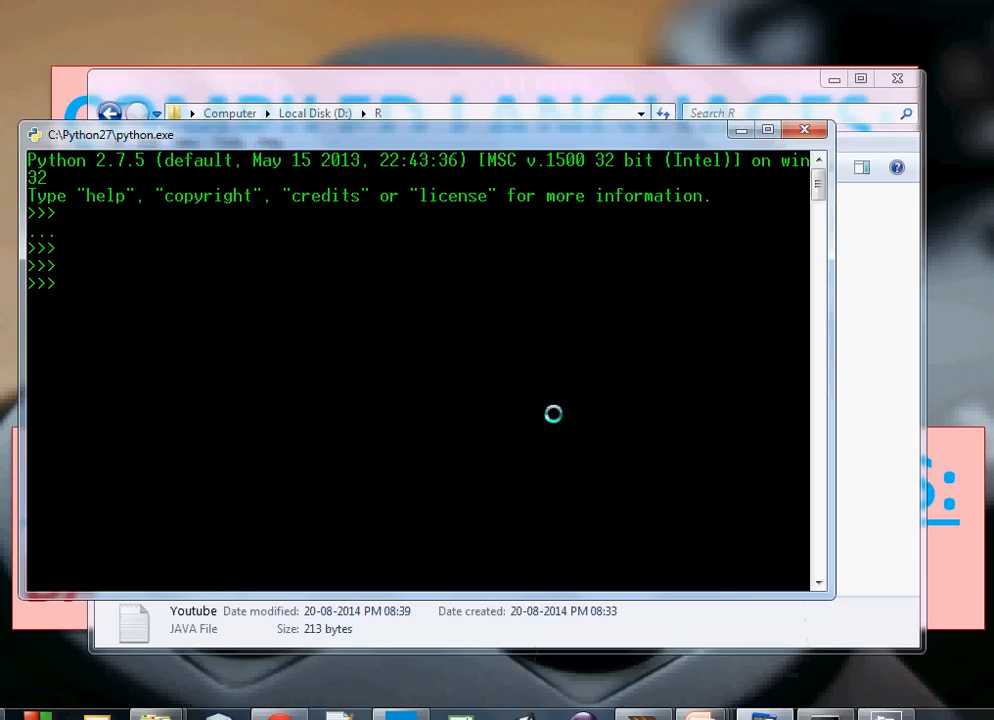 COMPILED LANGUAGES
Computer Local Disk (D:) R
Search R
C:\Python27\python.exe
Python 2.7.5 (default, May 15 2013, 22:43:36) [MSC v.1500 32 bit (Intel)] on win
32
Type "help", "copyright", "credits" or "license" for more information.
>>>
...
>>>
>>>
>>>
S:
Youtube Date modified: 20-08-2014 PM 08:39 Date created: 20-08-2014 PM 08:33
JAVA File Size: 213 bytes